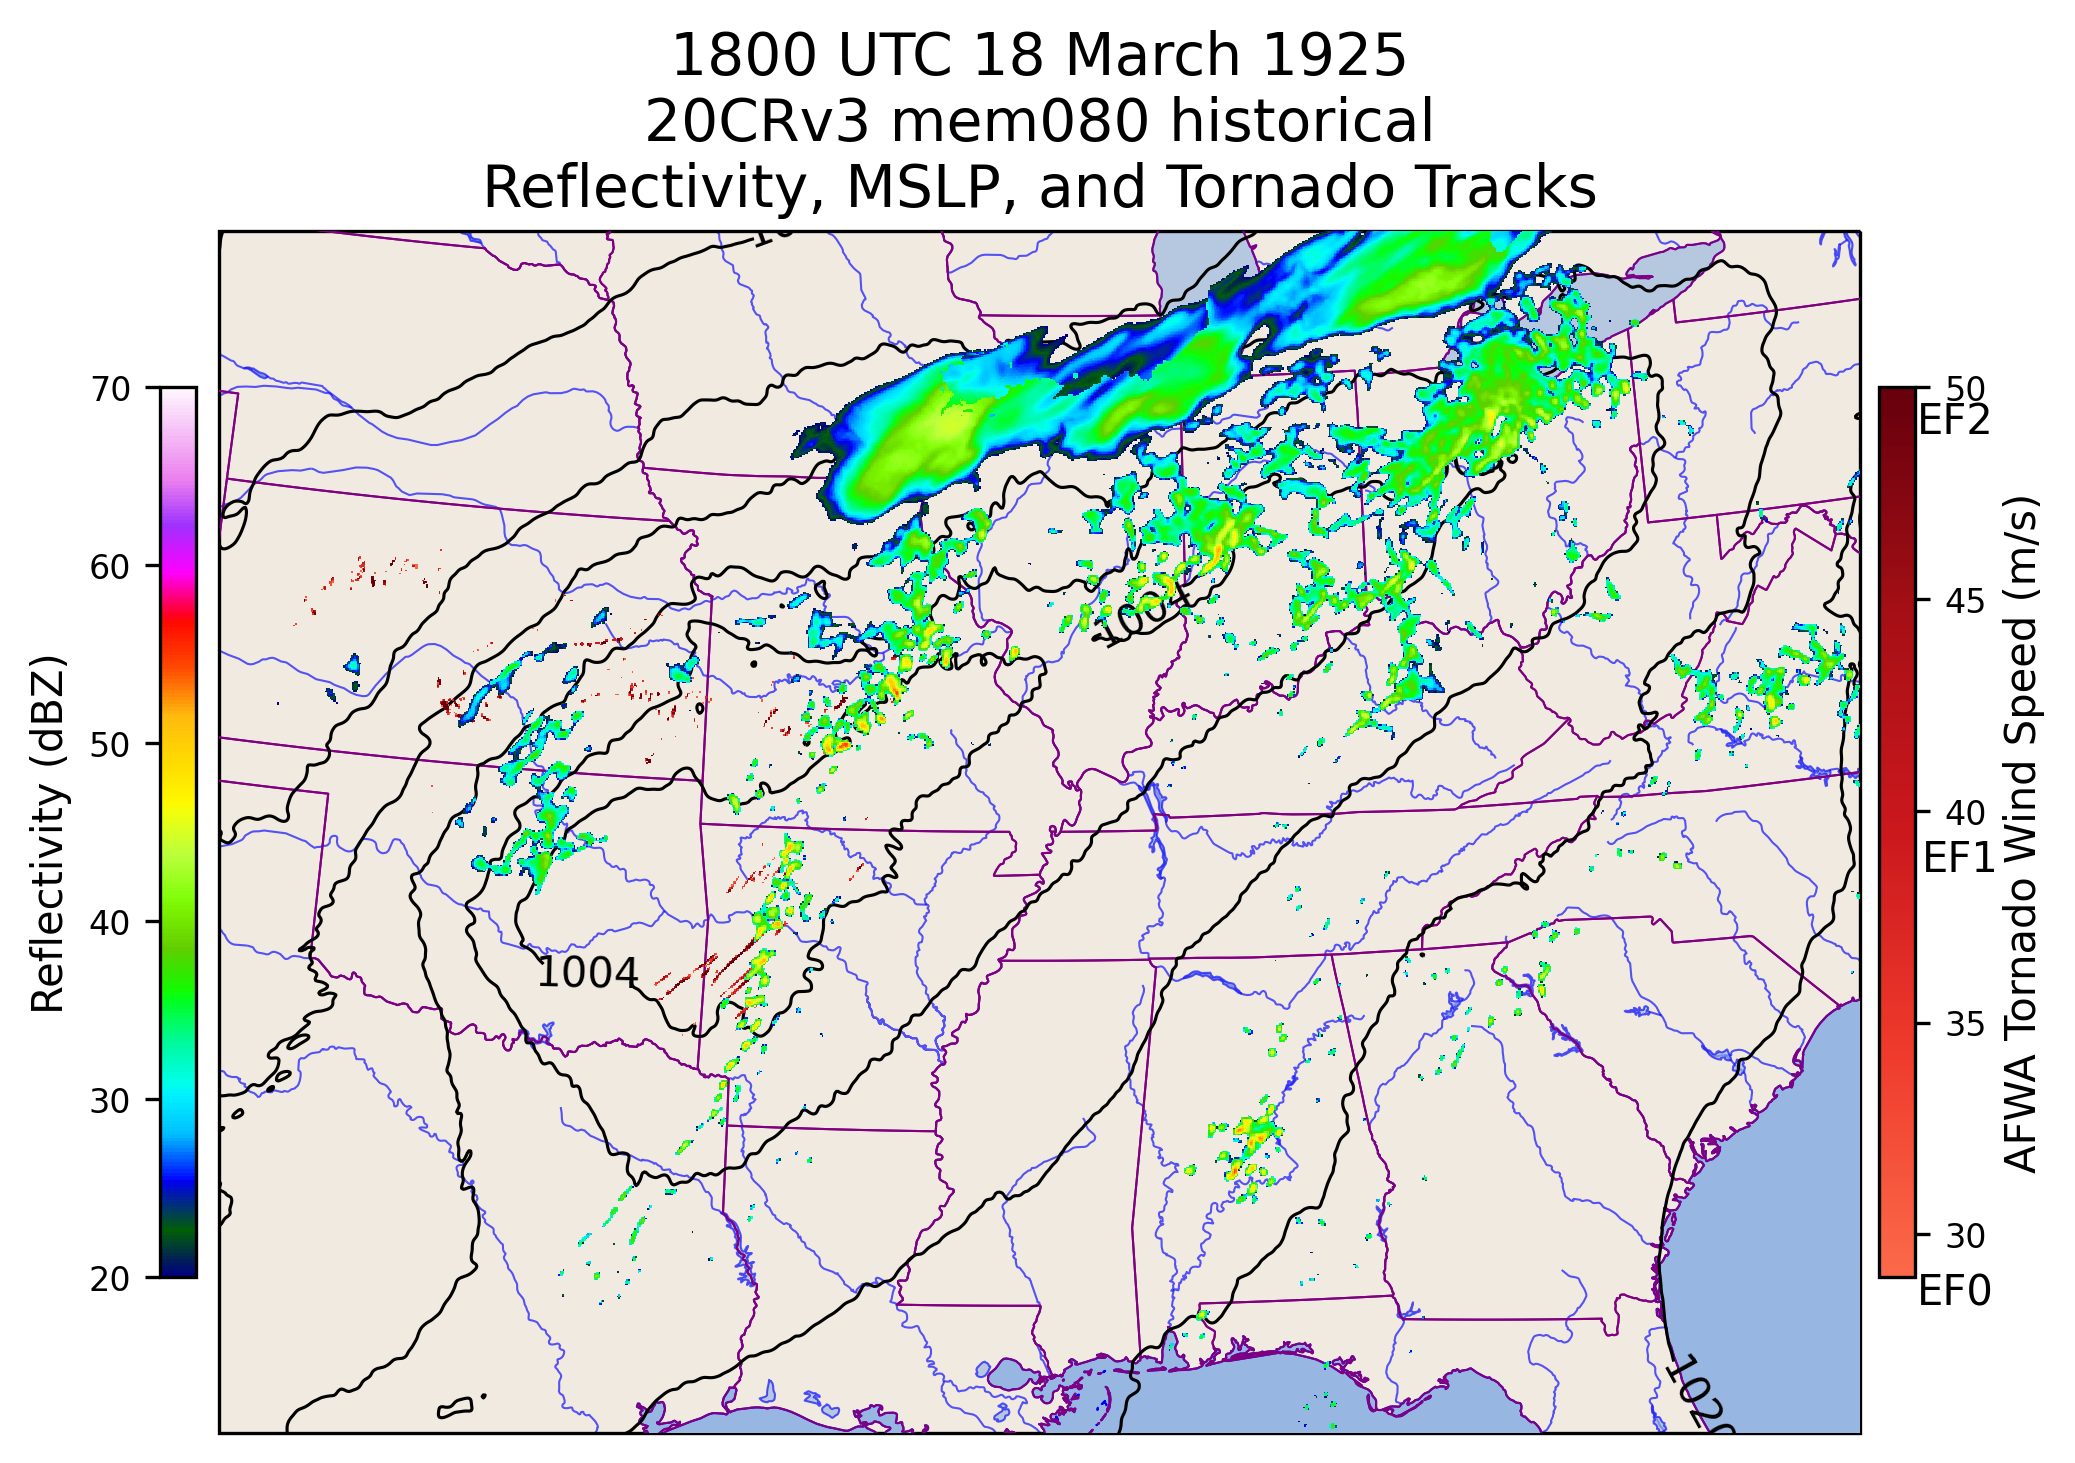 1800 UTC 18 March 1925
20CRv3 mem080 historical
Reflectivity, MSLP, and Tornado Tracks
70
60
50
40
30
20
Reflectivity (dBZ)
1004
1004
1020
50
EF2
45
40
EF1
35
30
EF0
AFWA Tornado Wind Speed (m/s)